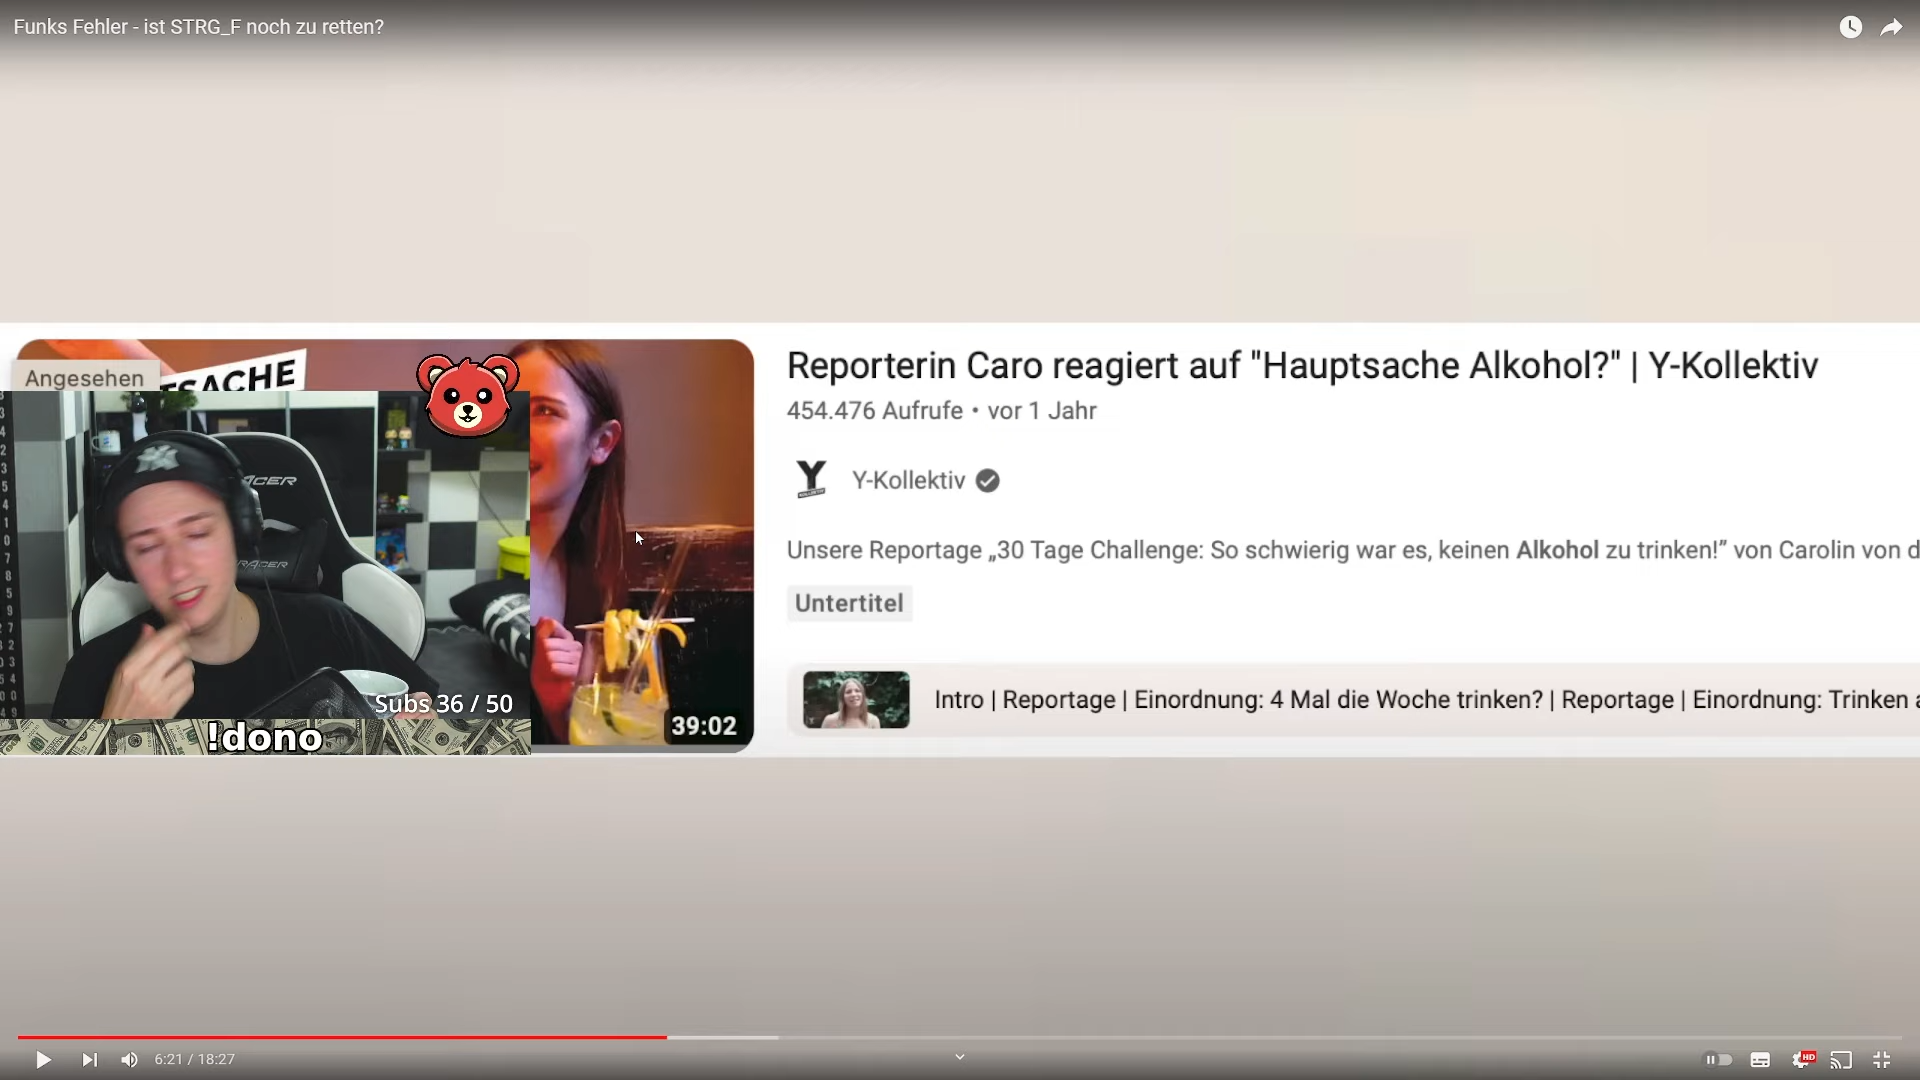 Funks Fehler - ist STRG_F noch zu retten?
Angesehen
TSACHE
Reporterin Caro reagiert auf "Hauptsache Alkohol?" | Y-Kollektiv
454.476 Aufrufe • vor 1 Jahr
Y
Y-Kollektiv
Unsere Reportage „30 Tage Challenge: So schwierig war es, keinen Alkohol zu trinken!” von Carolin von d
Untertitel
Intro | Reportage | Einordnung: 4 Mal die Woche trinken? | Reportage | Einordnung: Trinken a
39:02
RACER
Subs 36 / 50
!dono
6:21 / 18:27
HD